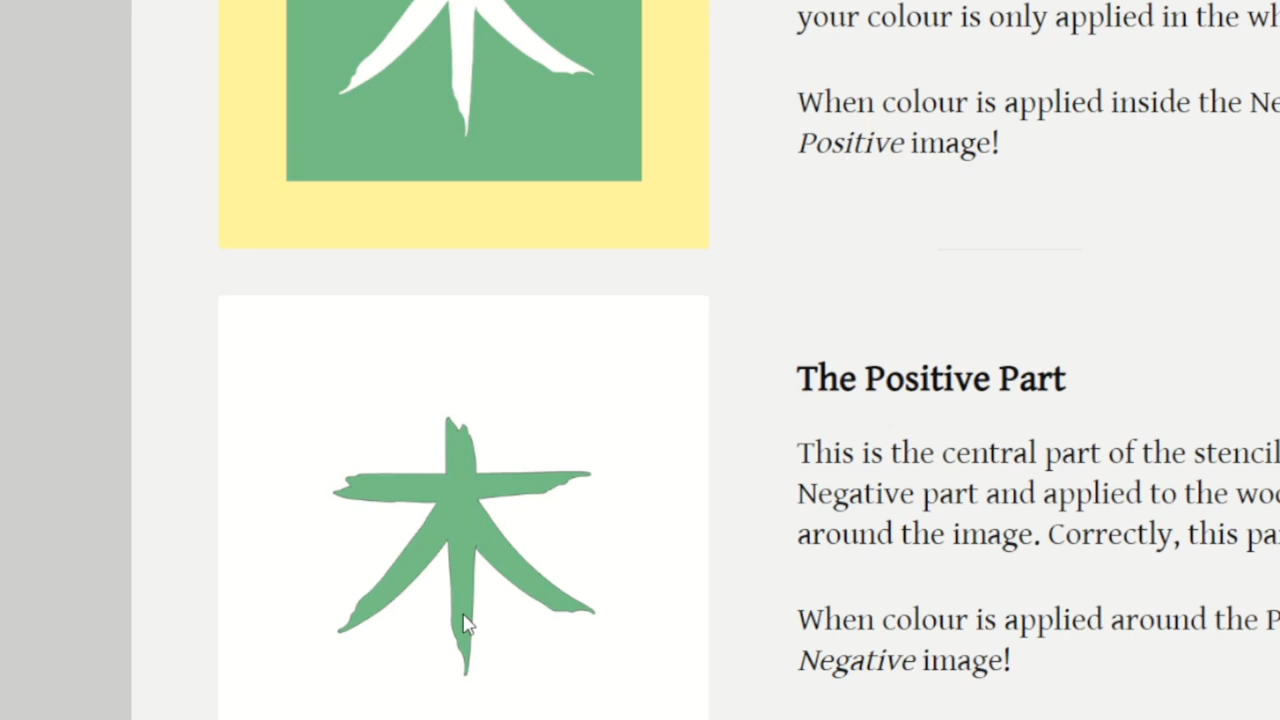 your colour is only applied in the
When colour is applied inside the
Positive image!
The Positive Part
This is the central part of the stencil
Negative part and applied to the
around the image. Correctly, this
When colour is applied around the
Negative image!
木
木